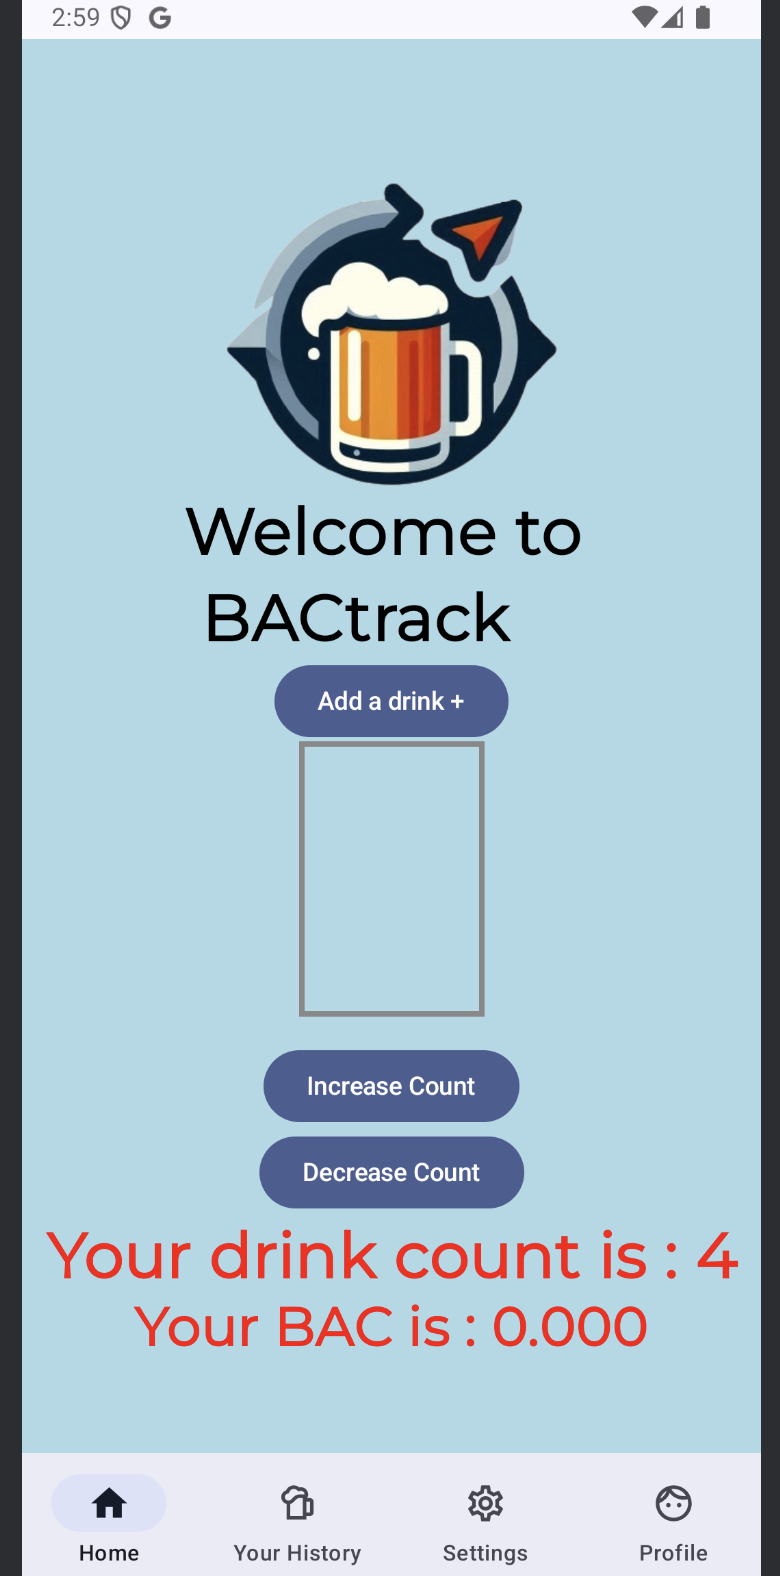 2:59
Welcome to
BACtrack
Add a drink +
Increase Count
Decrease Count
Your drink count is : 4
Your BAC is : 0.000
Home Your History Settings Profile